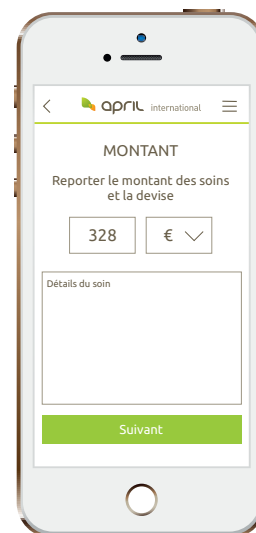 april international
MONTANT
Reporter le montant des soins
et la devise
328 €
Détails du soin
Suivant